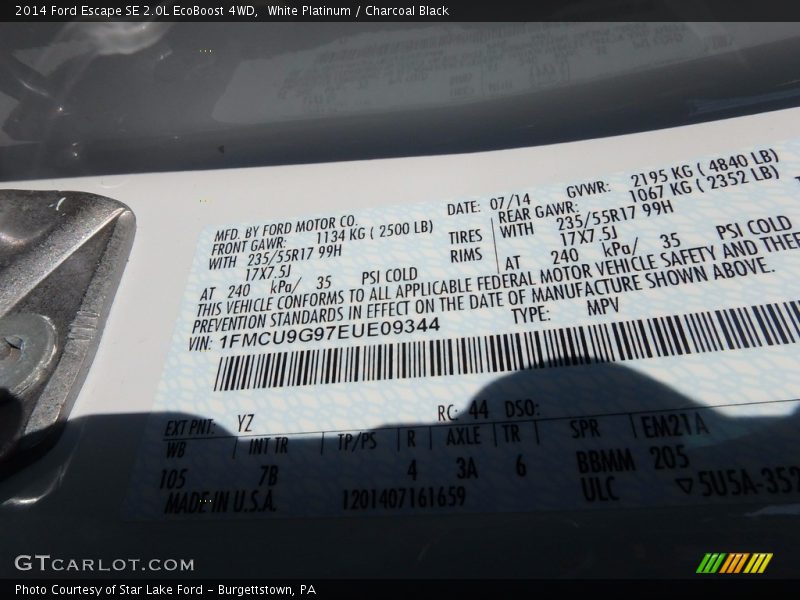 2014 Ford Escape SE 2.0L EcoBoost 4WD,  White Platinum / Charcoal Black
MFD. BY FORD MOTOR CO.
DATE: 07/14
GVWR: 2195 KG ( 4840 LB)
FRONT GAWR: 1134 KG ( 2500 LB)
REAR GAWR: 1067 KG ( 2352 LB)
WITH 235/55R17 99H
TIRES
WITH 235/55R17 99H
17X7.5J
RIMS
17X7.5J
AT 240 kPa/ 35 PSI COLD
AT 240 kPa/ 35 PSI COLD
THIS VEHICLE CONFORMS TO ALL APPLICABLE FEDERAL MOTOR VEHICLE SAFETY AND THEF
PREVENTION STANDARDS IN EFFECT ON THE DATE OF MANUFACTURE SHOWN ABOVE.
VIN: 1FMCU9G97EUE09344
TYPE: MPV
EXT PNT: YZ RC: 44 DSO:
WB INT TR TP/PS R AXLE TR SPR EM21A
105 7B 4 3A 6 BBMM 205
MADE IN U.S.A. 1201407161659 ULC 5U5A-352
GTCARLOT.COM
Photo Courtesy of Star Lake Ford - Burgettstown, PA